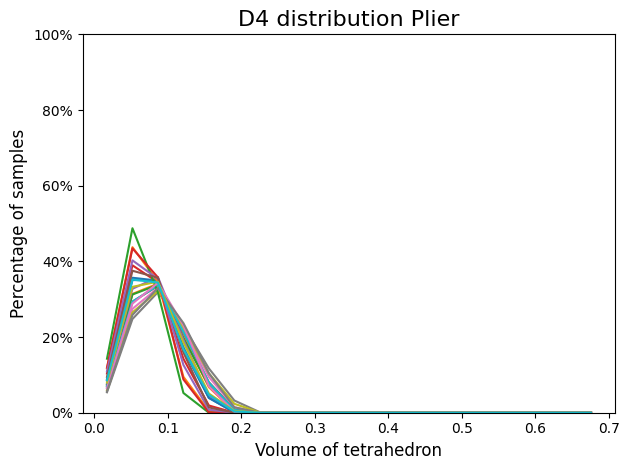 D4 distribution Plier
100%
80%
60%
40%
20%
0%
Percentage of samples
0.0 0.1 0.2 0.3 0.4 0.5 0.6 0.7
Volume of tetrahedron